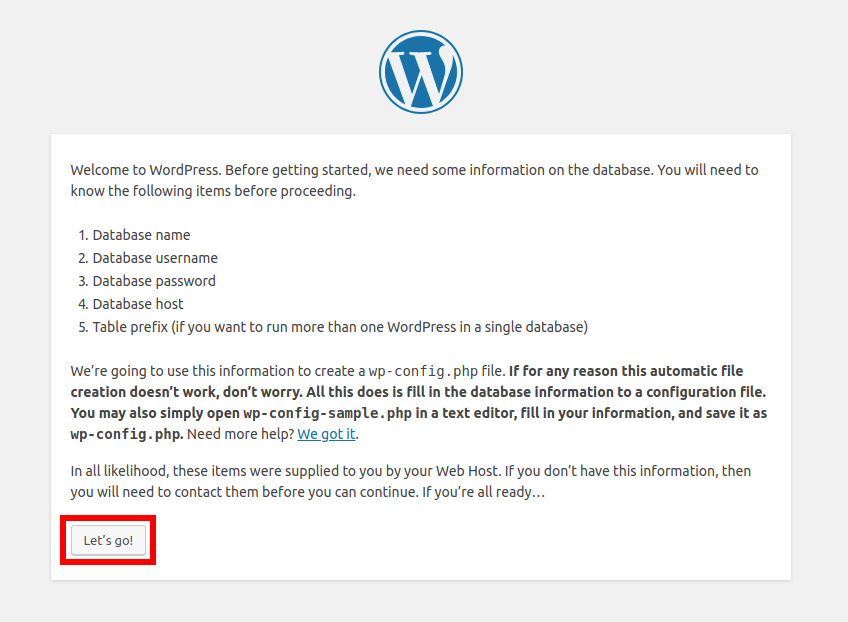 Welcome to WordPress. Before getting started, we need some information on the database. You will need to
know the following items before proceeding.
1. Database name
2. Database username
3. Database password
4. Database host
5. Table prefix (if you want to run more than one WordPress in a single database)
We’re going to use this information to create a wp-config.php file. If for any reason this automatic file
creation doesn’t work, don’t worry. All this does is fill in the database information to a configuration file.
You may also simply open wp-config-sample.php in a text editor, fill in your information, and save it as
wp-config.php. Need more help? We got it.
In all likelihood, these items were supplied to you by your Web Host. If you don’t have this information, then
you will need to contact them before you can continue. If you’re all ready…
Let’s go!